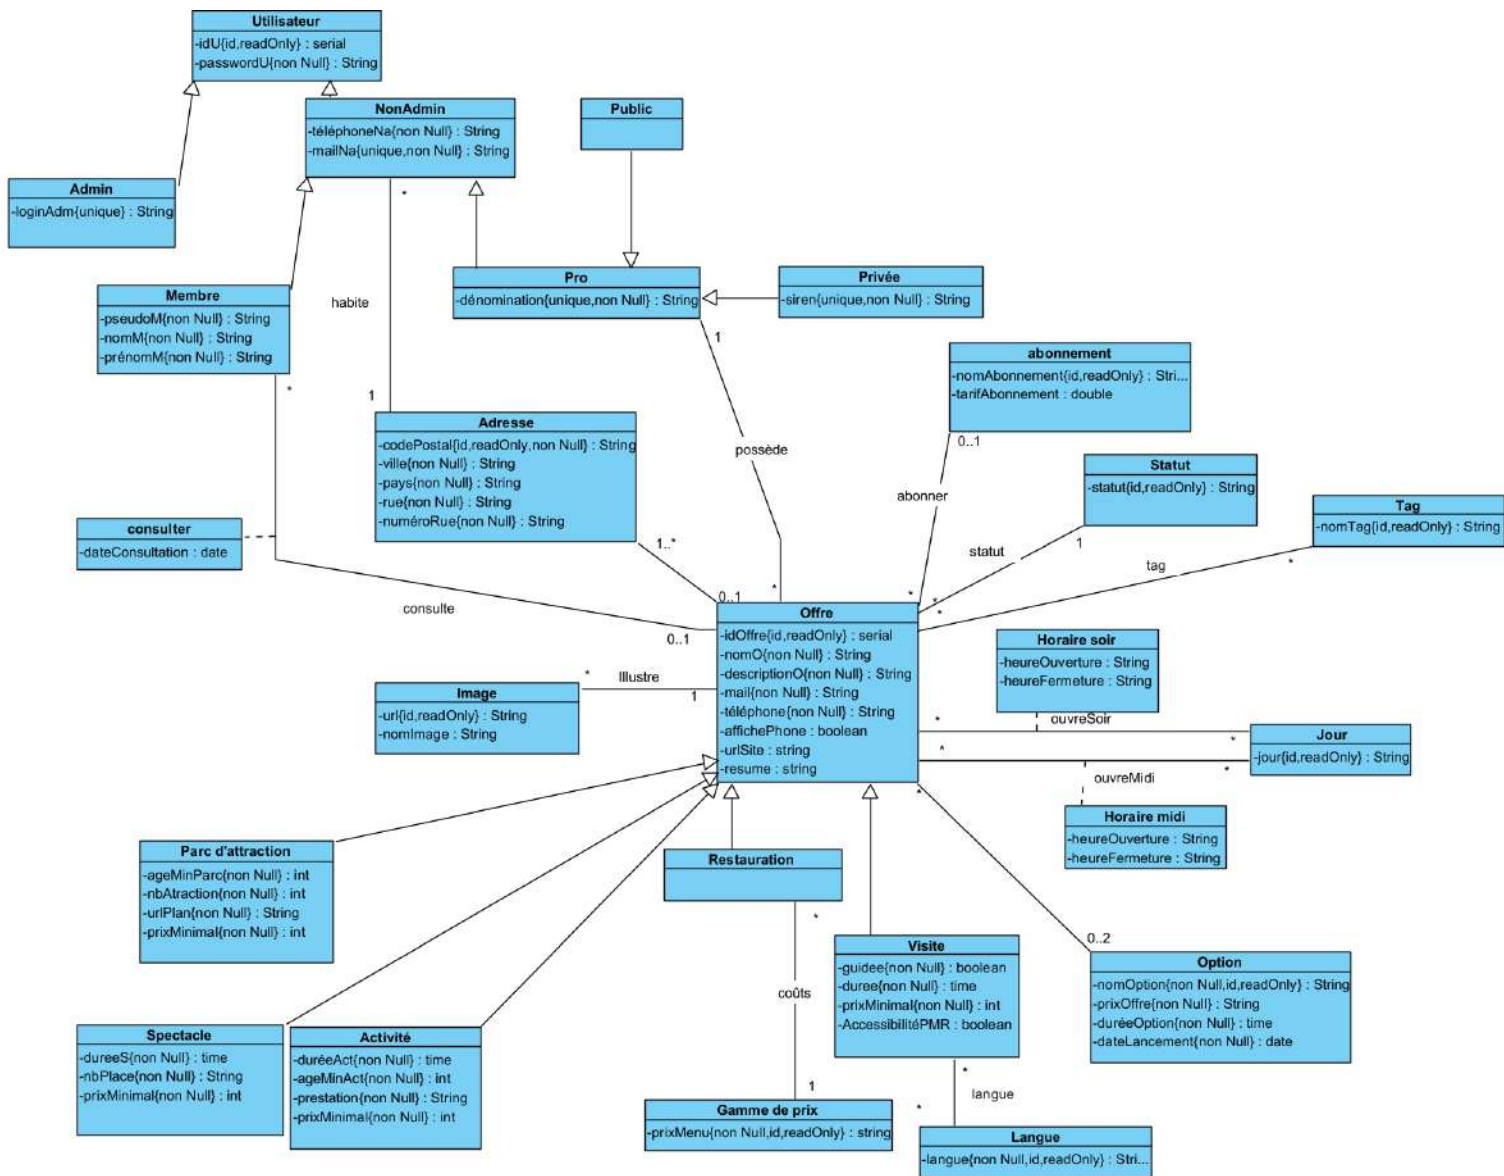 Utilisateur
-idU{id,readOnly} : serial
-passwordU{non Null} : String
NonAdmin
-téléphoneNa{non Null} : String
-mailNa{unique,non Null} : String
Public
Admin
-loginAdm{unique} : String
*
Membre
-pseudoM{non Null} : String
-nomM{non Null} : String
-prénomM{non Null} : String
*
habite
1
Pro
-dénomination{unique,non Null} : String
1
Privée
-siren{unique,non Null} : String
possède
*
abonnement
-nomAbonnement{id,readOnly} : Stri...
-tarifAbonnement : double
0..1
abonner
*
Adresse
-codePostal{id,readOnly,non Null} : String
-ville{non Null} : String
-pays{non Null} : String
-rue{non Null} : String
-numéroRue{non Null} : String
1..*
0..1
Statut
-statut{id,readOnly} : String
1
statut
*
Tag
-nomTag{id,readOnly} : String
*
tag
*
consulter
-dateConsultation : date
consulte
0..1
Offre
-idOffre{id,readOnly} : serial
-nomO{non Null} : String
-descriptionO{non Null} : String
-mail{non Null} : String
-téléphone{non Null} : String
-affichePhone : boolean
-urlSite : string
-resume : string
Horaire soir
-heureOuverture : String
-heureFermeture : String
*
ouvreSoir
*
Image
-url{id,readOnly} : String
-nomImage : String
*
Illustre
1
Jour
-jour{id,readOnly} : String
*
ouvreMidi
*
Horaire midi
-heureOuverture : String
-heureFermeture : String
*
0..2
Parc d'attraction
-ageMinParc{non Null} : int
-nbAtraction{non Null} : int
-urlPlan{non Null} : String
-prixMinimal{non Null} : int
Restauration
*
coûts
1
Visite
-guidee{non Null} : boolean
-duree{non Null} : time
-prixMinimal{non Null} : int
-AccessibilitéPMR : boolean
*
langue
*
Option
-nomOption{non Null,id,readOnly} : String
-prixOffre{non Null} : String
-duréeOption{non Null} : time
-dateLancement{non Null} : date
Spectacle
-dureeS{non Null} : time
-nbPlace{non Null} : String
-prixMinimal{non Null} : int
Activité
-duréeAct{non Null} : time
-ageMinAct{non Null} : int
-prestation{non Null} : String
-prixMinimal{non Null} : int
Gamme de prix
-prixMenu{non Null,id,readOnly} : string
Langue
-langue{non Null,id,readOnly} : Stri...